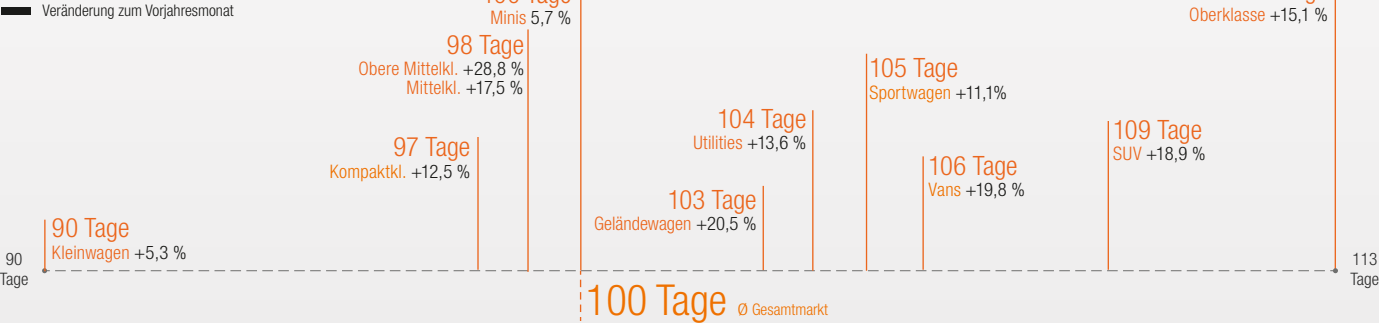 Veränderung zum Vorjahresmonat
Minis 5,7 %
Oberklasse +15,1 %
98 Tage
Obere Mittelkl. +28,8 %
Mittelkl. +17,5 %
105 Tage
Sportwagen +11,1%
97 Tage
Kompaktkl. +12,5 %
104 Tage
Utilities +13,6 %
109 Tage
SUV +18,9 %
106 Tage
Vans +19,8 %
103 Tage
Geländewagen +20,5 %
90 Tage
Kleinwagen +5,3 %
90
Tage
113
Tage
100 Tage Ø Gesamtmarkt